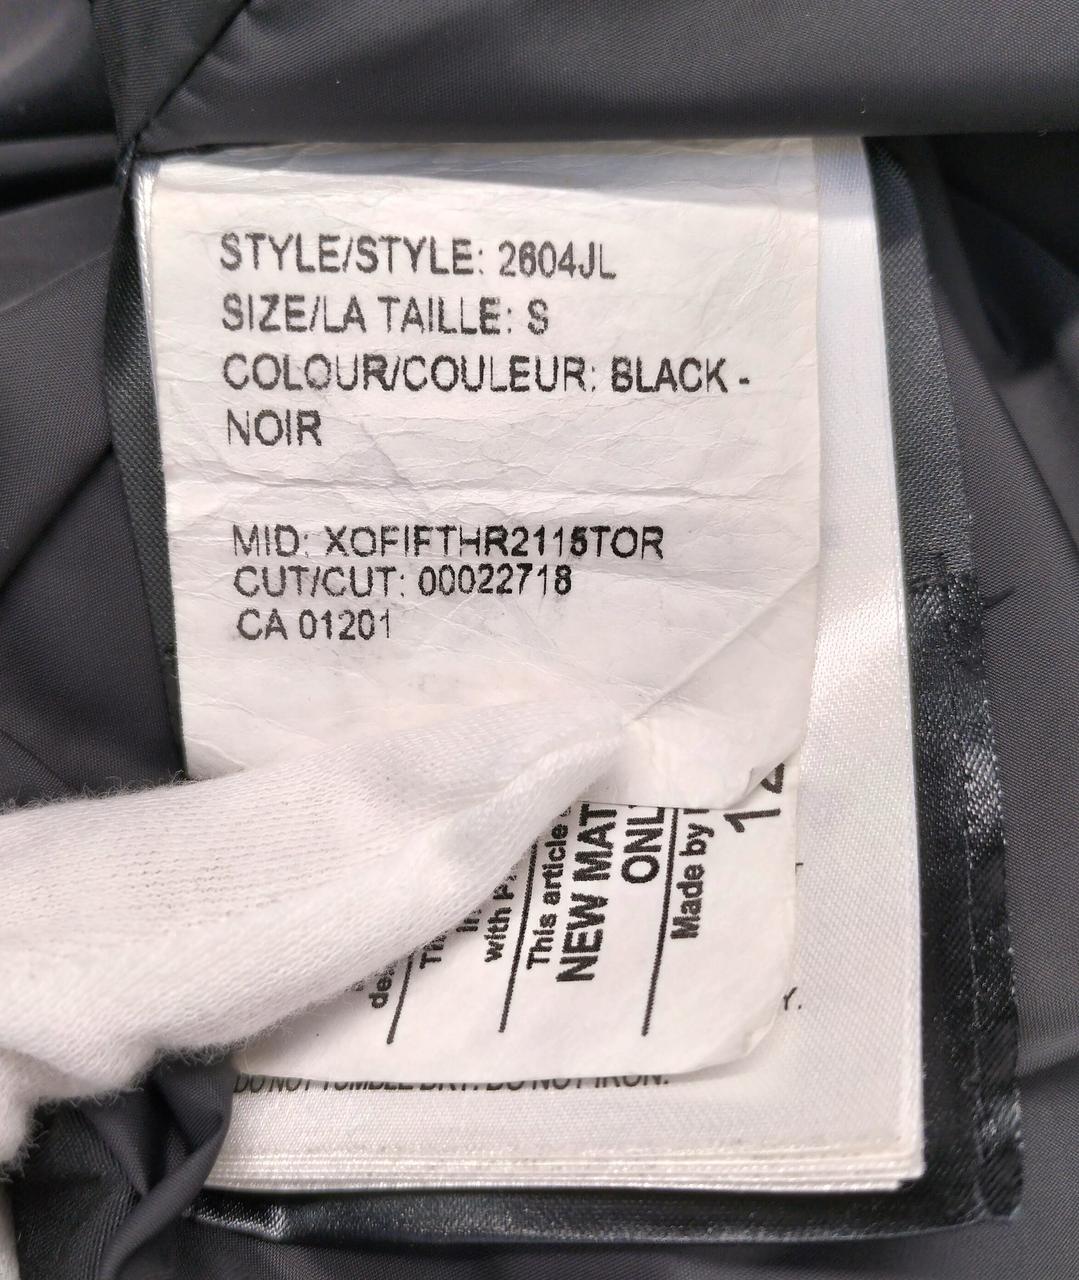 STYLE/STYLE: 2604JL
SIZE/LA TAILLE: S
COLOUR/COULEUR: BLACK -
NOIR
MID: XOFIFTHR2115TOR
CUT/CUT: 00022718
CA 01201
with
This article
NEW MAT
ONL
Made by
DO NOT TUMBLE DRY. DO NOT IRON.